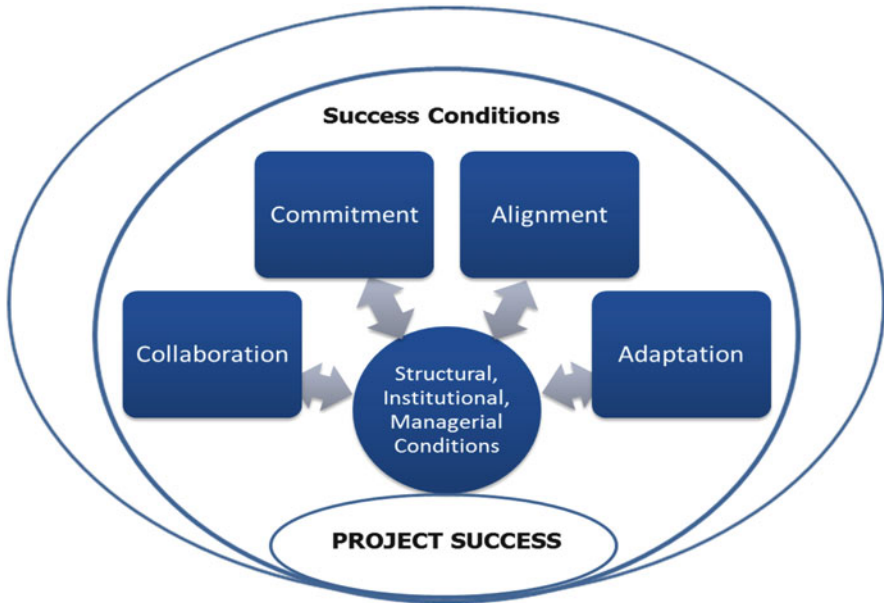 Success Conditions
Commitment
Alignment
Collaboration
Adaptation
Structural,
Institutional,
Managerial
Conditions
PROJECT SUCCESS